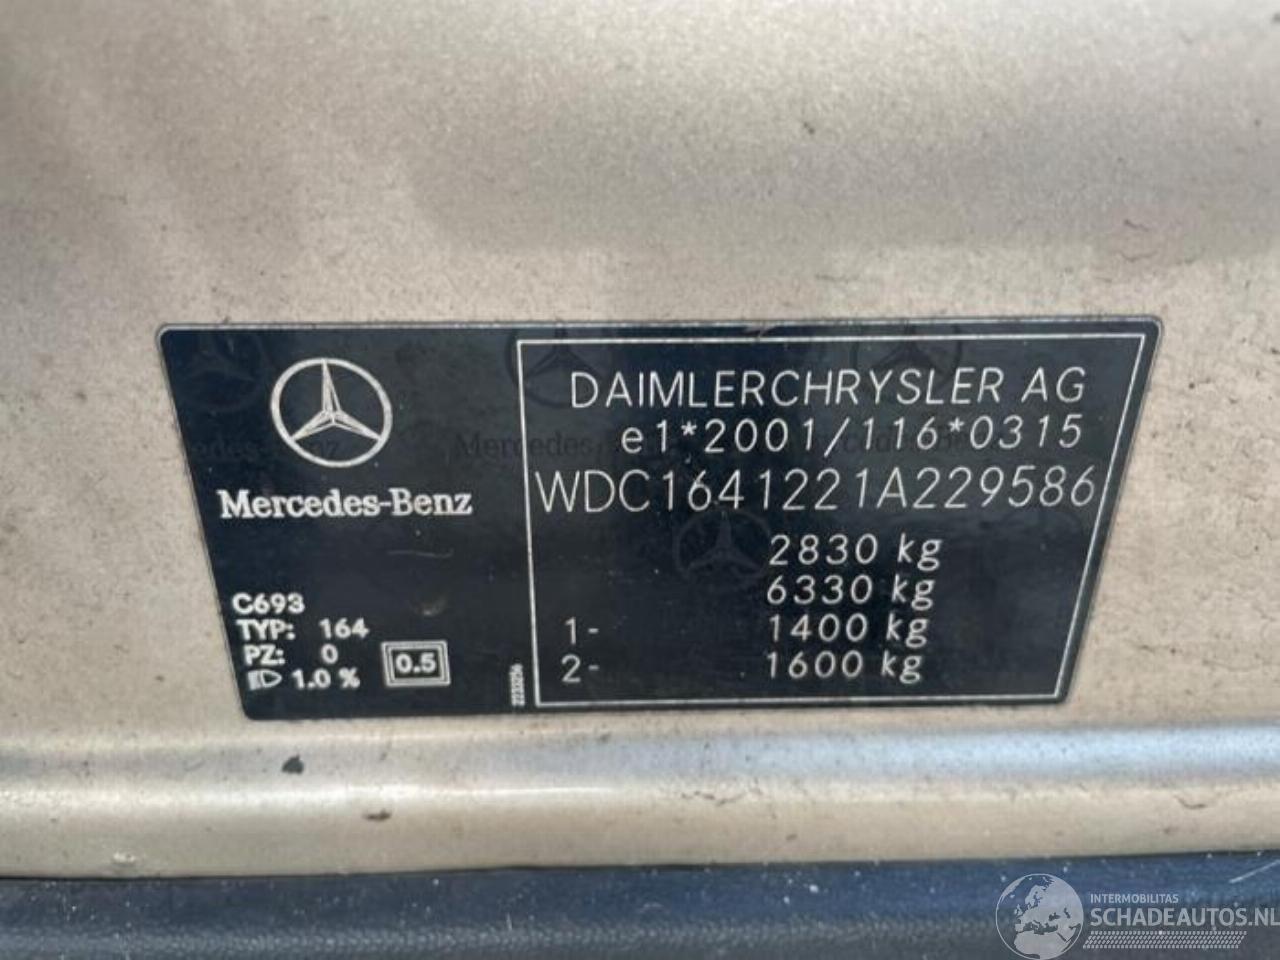 Mercedes-Benz
C693
TYP: 164
PZ: 0
1.0 %
0.5
DAIMLERCHRYSLER AG
e1*2001/116*0315
WDC1641221A229586
2830 kg
6330 kg
1- 1400 kg
2- 1600 kg
INTERMOBILITAS
SCHADEAUTOS.NL